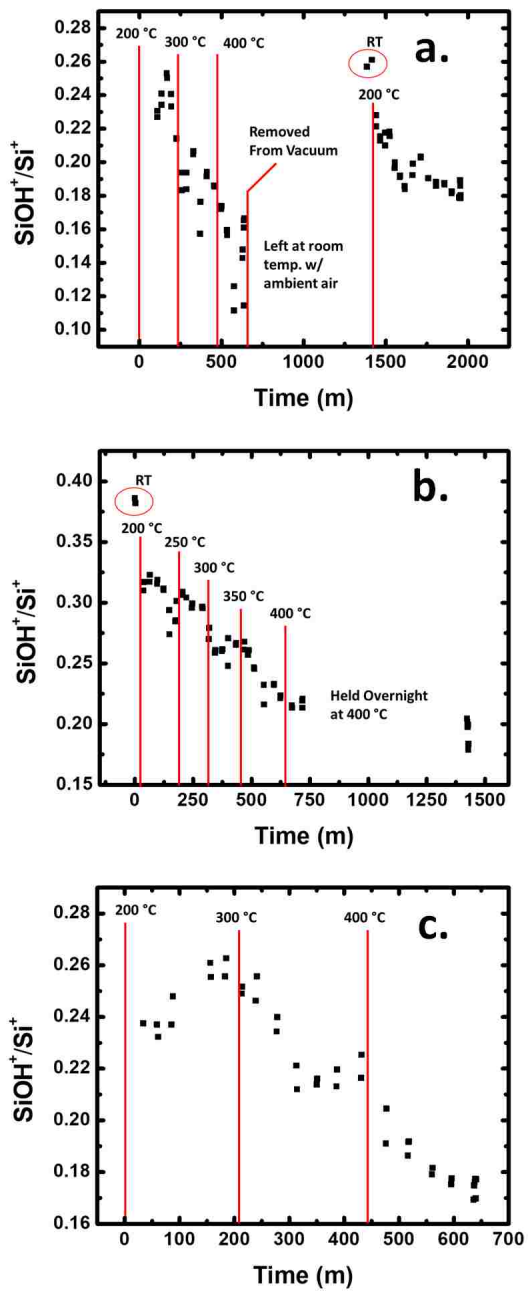 a.
SiOH⁺/Si⁺
0.28
0.26
0.24
0.22
0.20
0.18
0.16
0.14
0.12
0.10
200 °C
300 °C
400 °C
RT
200 °C
Removed
From Vacuum
Left at room
temp. w/
ambient air
0 500 1000 1500 2000
Time (m)
b.
SiOH⁺/Si⁺
0.40
0.35
0.30
0.25
0.20
0.15
RT
200 °C
250 °C
300 °C
350 °C
400 °C
Held Overnight
at 400 °C
0 250 500 750 1000 1250 1500
Time (m)
c.
SiOH⁺/Si⁺
0.28
0.26
0.24
0.22
0.20
0.18
0.16
200 °C
300 °C
400 °C
0 100 200 300 400 500 600 700
Time (m)